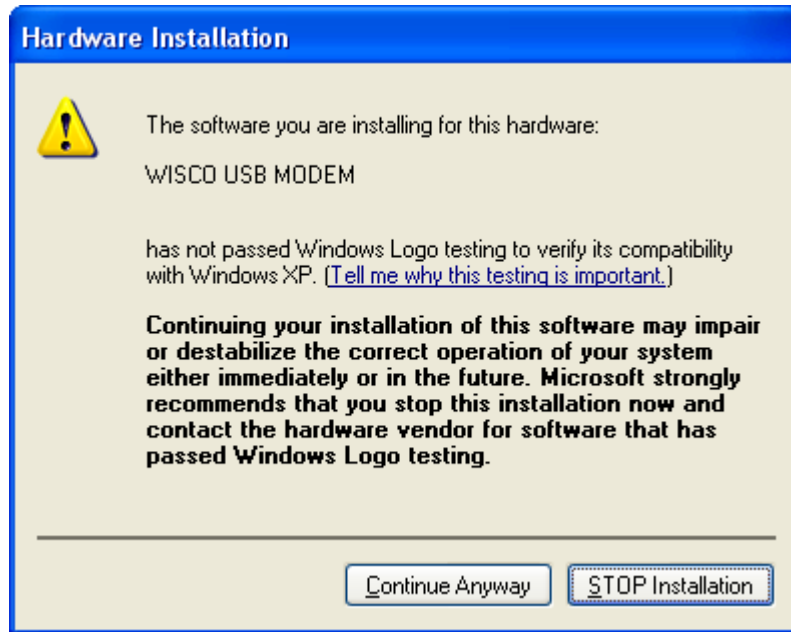 Hardware Installation
The software you are installing for this hardware:
WISCO USB MODEM
has not passed Windows Logo testing to verify its compatibility
with Windows XP. (Tell me why this testing is important.)
Continuing your installation of this software may impair
or destabilize the correct operation of your system
either immediately or in the future. Microsoft strongly
recommends that you stop this installation now and
contact the hardware vendor for software that has
passed Windows Logo testing.
Continue Anyway
STOP Installation